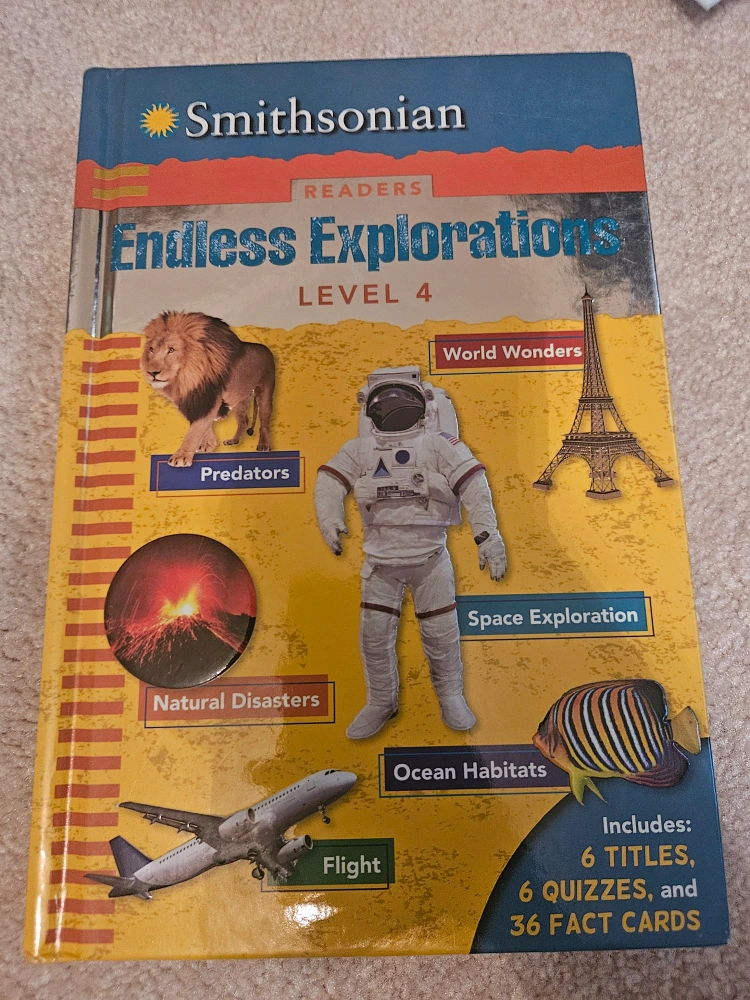 Smithsonian
READERS
Endless Explorations
LEVEL 4
World Wonders
Predators
Space Exploration
Natural Disasters
Ocean Habitats
Flight
Includes:
6 TITLES,
6 QUIZZES, and
36 FACT CARDS